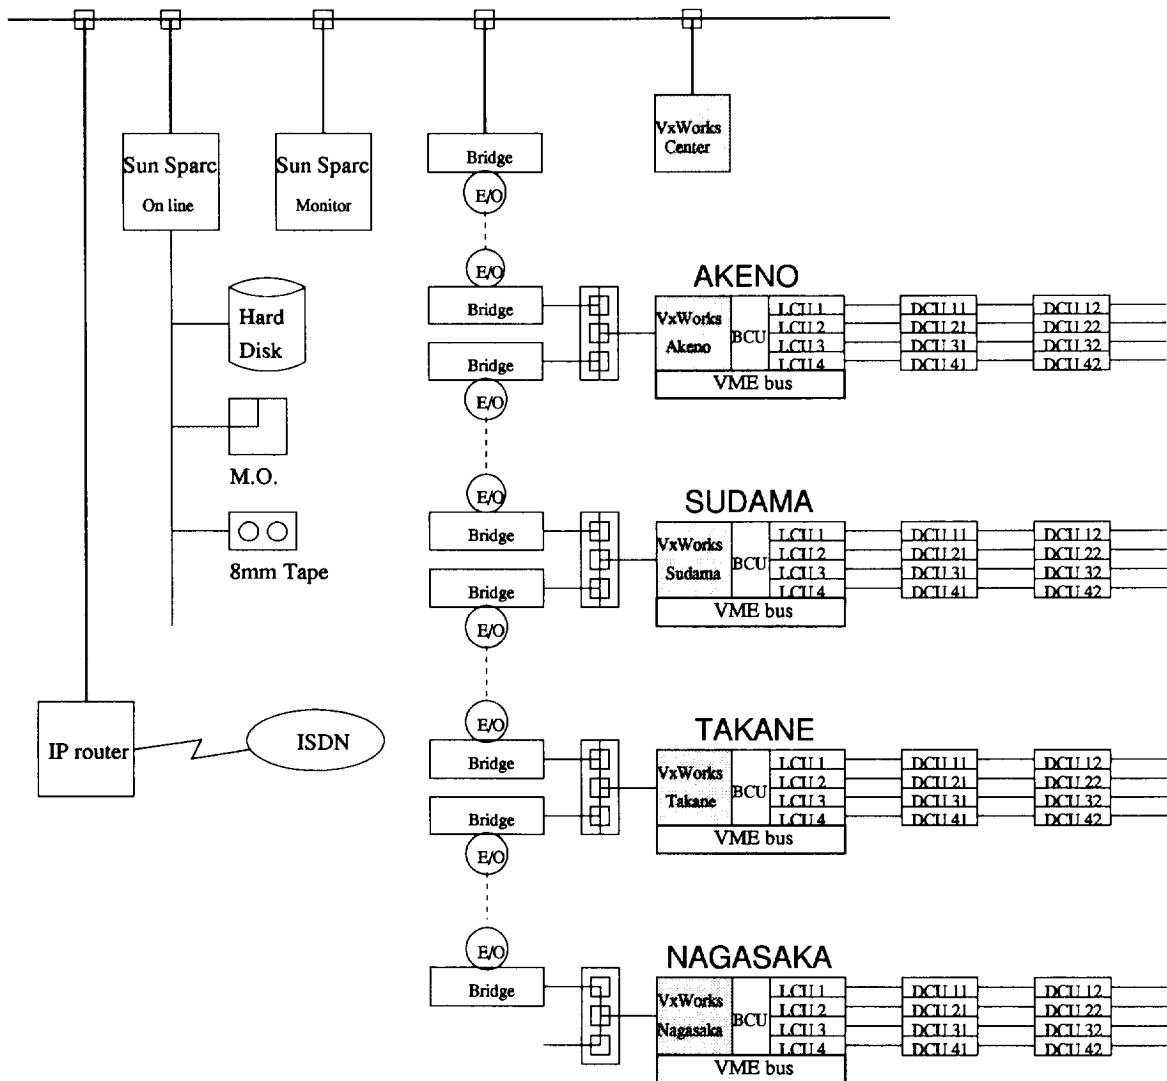 VxWorks
Center
Sun Sparc
On line
Sun Sparc
Monitor
Bridge
E/O
E/O
Bridge
Bridge
E/O
Hard
Disk
M.O.
8mm Tape
AKENO
VxWorks
Akeno
BCU
LCU 1
LCU 2
LCU 3
LCU 4
VME bus
DCU 11
DCU 21
DCU 31
DCU 41
DCU 12
DCU 22
DCU 32
DCU 42
E/O
Bridge
Bridge
E/O
SUDAMA
VxWorks
Sudama
BCU
LCU 1
LCU 2
LCU 3
LCU 4
VME bus
DCU 11
DCU 21
DCU 31
DCU 41
DCU 12
DCU 22
DCU 32
DCU 42
IP router
ISDN
E/O
Bridge
Bridge
E/O
TAKANE
VxWorks
Takane
BCU
LCU 1
LCU 2
LCU 3
LCU 4
VME bus
DCU 11
DCU 21
DCU 31
DCU 41
DCU 12
DCU 22
DCU 32
DCU 42
E/O
Bridge
NAGASAKA
VxWorks
Nagasaka
BCU
LCU 1
LCU 2
LCU 3
LCU 4
VME bus
DCU 11
DCU 21
DCU 31
DCU 41
DCU 12
DCU 22
DCU 32
DCU 42